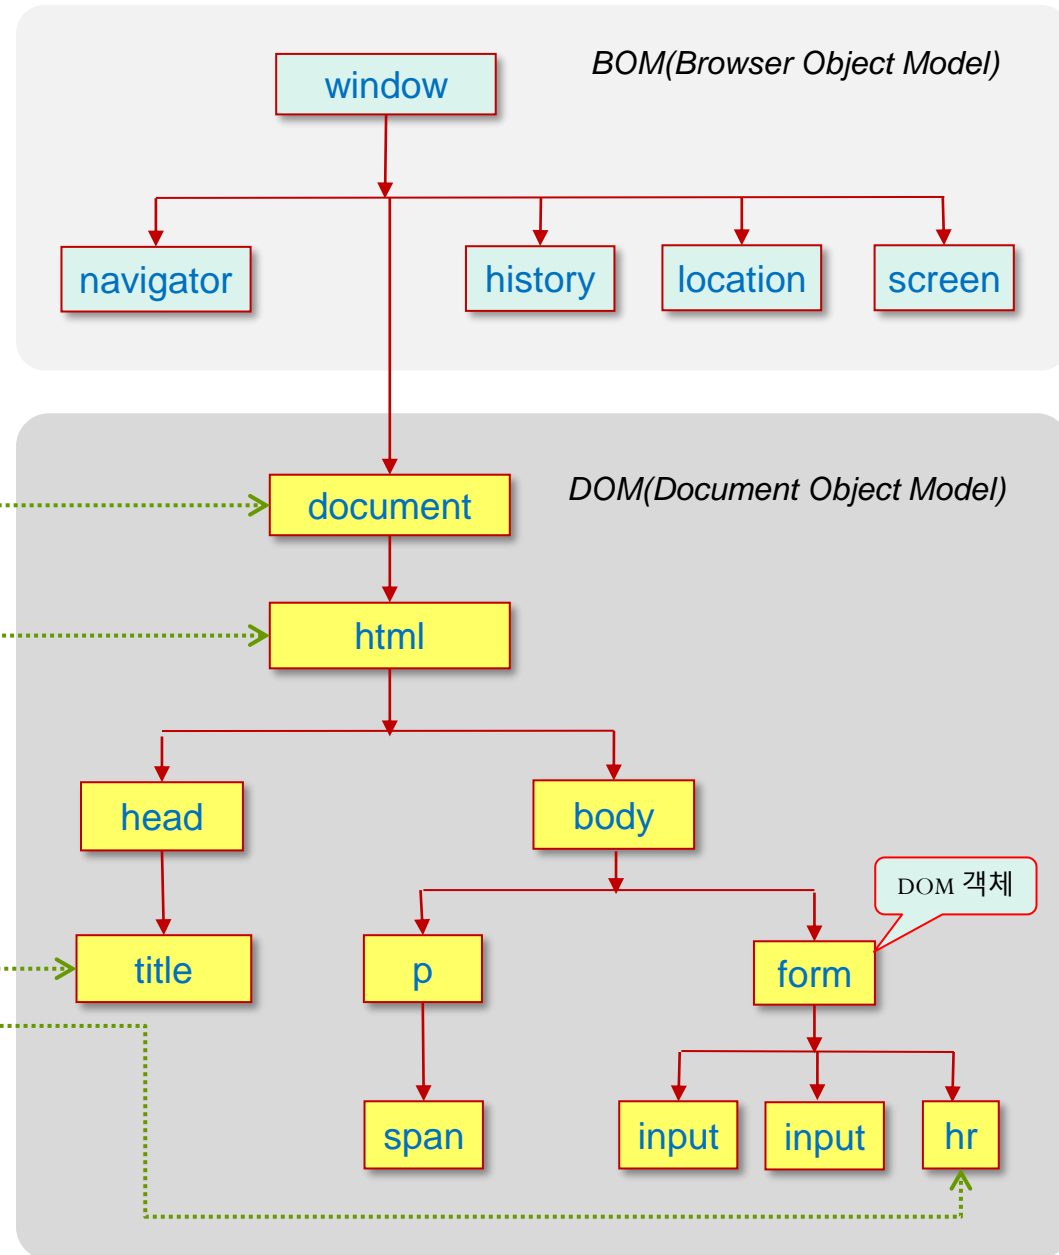 BOM(Browser Object Model)
window
navigator
history
location
screen
DOM(Document Object Model)
document
html
head
body
DOM 객체
title
p
form
span
input
input
hr